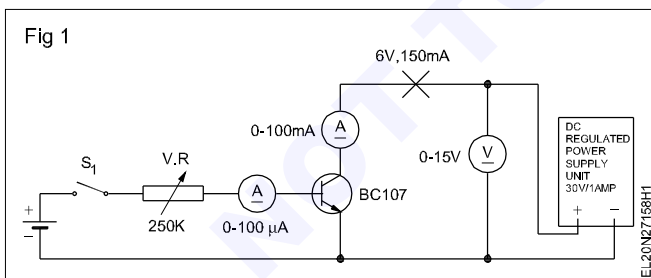 Fig 1
6V,150mA
A
0-100mA
V
0-15V
DC
REGULATED
POWER
SUPPLY
UNIT
30V/1AMP
+ −
S1
V.R
250K
A
0-100 µA
BC107
+
−
EL20N27158H1
NOT